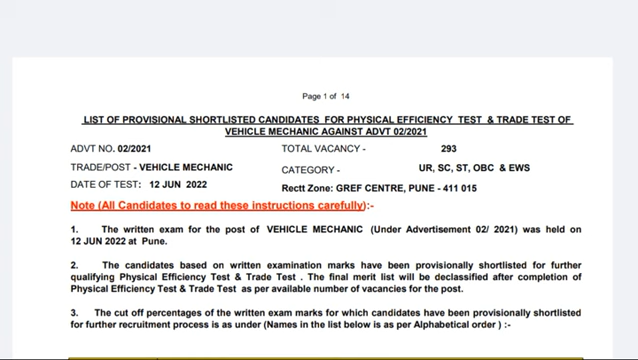 Page 1 of 14
LIST OF PROVISIONAL SHORTLISTED CANDIDATES FOR PHYSICAL EFFICIENCY TEST & TRADE TEST OF
VEHICLE MECHANIC AGAINST ADVT 02/2021
ADVT NO. 02/2021 TOTAL VACANCY - 293
TRADE/POST - VEHICLE MECHANIC CATEGORY - UR, SC, ST, OBC & EWS
DATE OF TEST: 12 JUN 2022 Rectt Zone: GREF CENTRE, PUNE - 411 015
Note (All Candidates to read these instructions carefully):-
1. The written exam for the post of VEHICLE MECHANIC (Under Advertisement 02/ 2021) was held on
12 JUN 2022 at Pune.
2. The candidates based on written examination marks have been provisionally shortlisted for further
qualifying Physical Efficiency Test & Trade Test . The final merit list will be declassified after completion of
Physical Efficiency Test & Trade Test as per available number of vacancies for the post.
3. The cut off percentages of the written exam marks for which candidates have been provisionally shortlisted
for further recruitment process is as under (Names in the list below is as per Alphabetical order ) :-